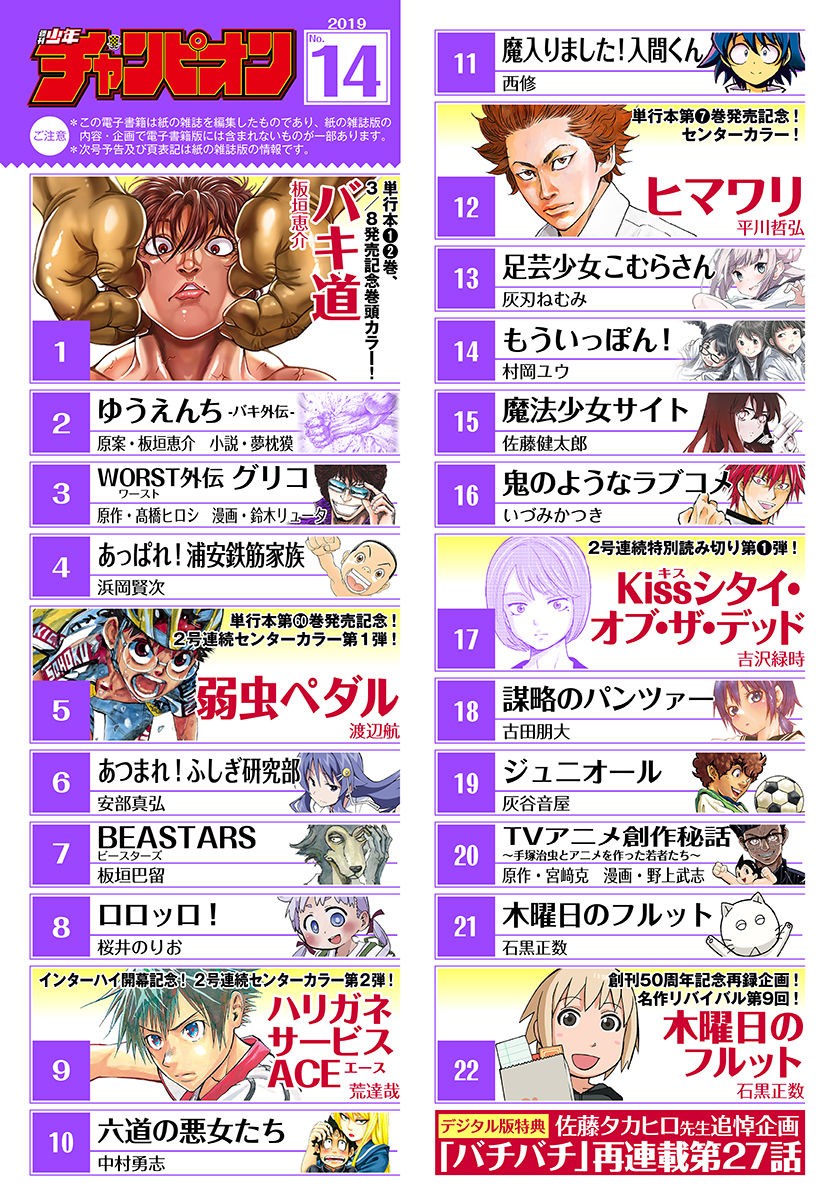 週刊少年
チャンピオン
2019
No.
14
ご注意
＊この電子書籍は紙の雑誌を編集したものであり、紙の雑誌版の
内容・企画で電子書籍版には含まれないものが一部あります。
＊次号予告及び頁表記は紙の雑誌版の情報です。
1
単行本❶❷巻、
3／8発売記念巻頭カラー！
バキ道
板垣恵介
2
ゆうえんち -バキ外伝-
原案・板垣恵介　小説・夢枕獏
3
WORST外伝 グリコ
ワースト
原作・髙橋ヒロシ　漫画・鈴木リュータ
4
あっぱれ！浦安鉄筋家族
浜岡賢次
5
単行本第60巻発売記念！
2号連続センターカラー第1弾！
SOHOKU
弱虫ペダル
渡辺航
6
あつまれ！ふしぎ研究部
安部真弘
7
BEASTARS
ビースターズ
板垣巴留
8
ロロッロ！
桜井のりお
9
インターハイ開幕記念！ 2号連続センターカラー第2弾！
ハリガネ
サービス
ACE エース
荒達哉
10
六道の悪女たち
中村勇志
11
魔入りました！入間くん
西修
12
単行本第❼巻発売記念！
センターカラー！
ヒマワリ
平川哲弘
13
足芸少女こむらさん
灰刃ねむみ
14
もういっぽん！
村岡ユウ
15
魔法少女サイト
佐藤健太郎
16
鬼のようなラブコメ
いづみかつき
17
2号連続特別読み切り第❶弾！
キス
Kissシタイ・
オブ・ザ・デッド
吉沢緑時
18
謀略のパンツァー
古田朋大
19
ジュニオール
灰谷音屋
20
TVアニメ創作秘話
～手塚治虫とアニメを作った若者たち～
原作・宮﨑克　漫画・野上武志
21
木曜日のフルット
石黒正数
22
創刊50周年記念再録企画！
名作リバイバル第9回！
木曜日の
フルット
石黒正数
デジタル版特典 佐藤タカヒロ先生追悼企画
「バチバチ」再連載第27話